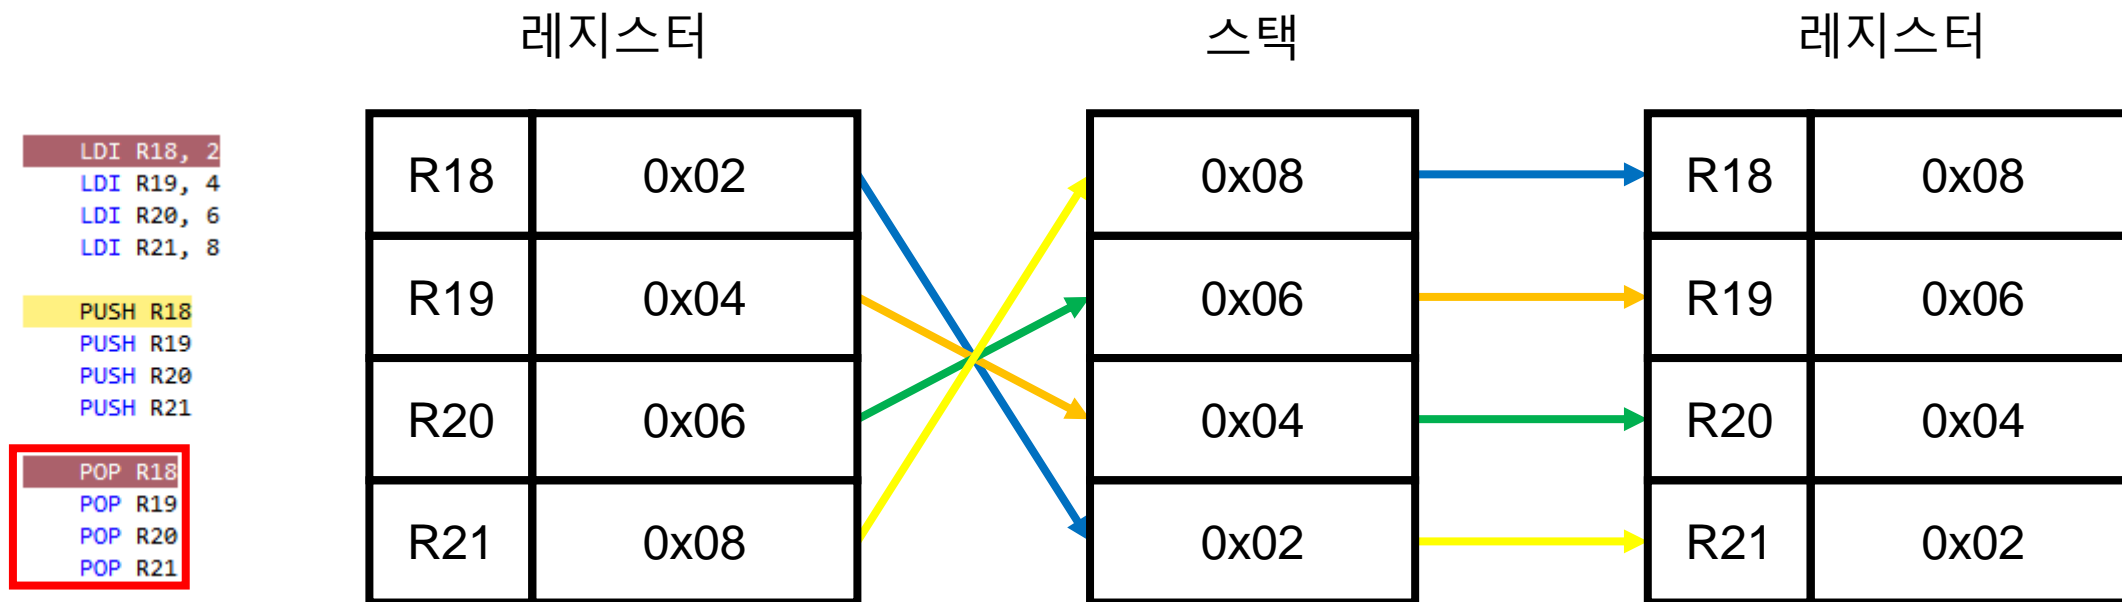 레지스터
스택
레지스터
LDI R18, 2
LDI R19, 4
LDI R20, 6
LDI R21, 8
PUSH R18
PUSH R19
PUSH R20
PUSH R21
POP R18
POP R19
POP R20
POP R21
R18 0x02
R19 0x04
R20 0x06
R21 0x08
0x08
0x06
0x04
0x02
R18 0x08
R19 0x06
R20 0x04
R21 0x02